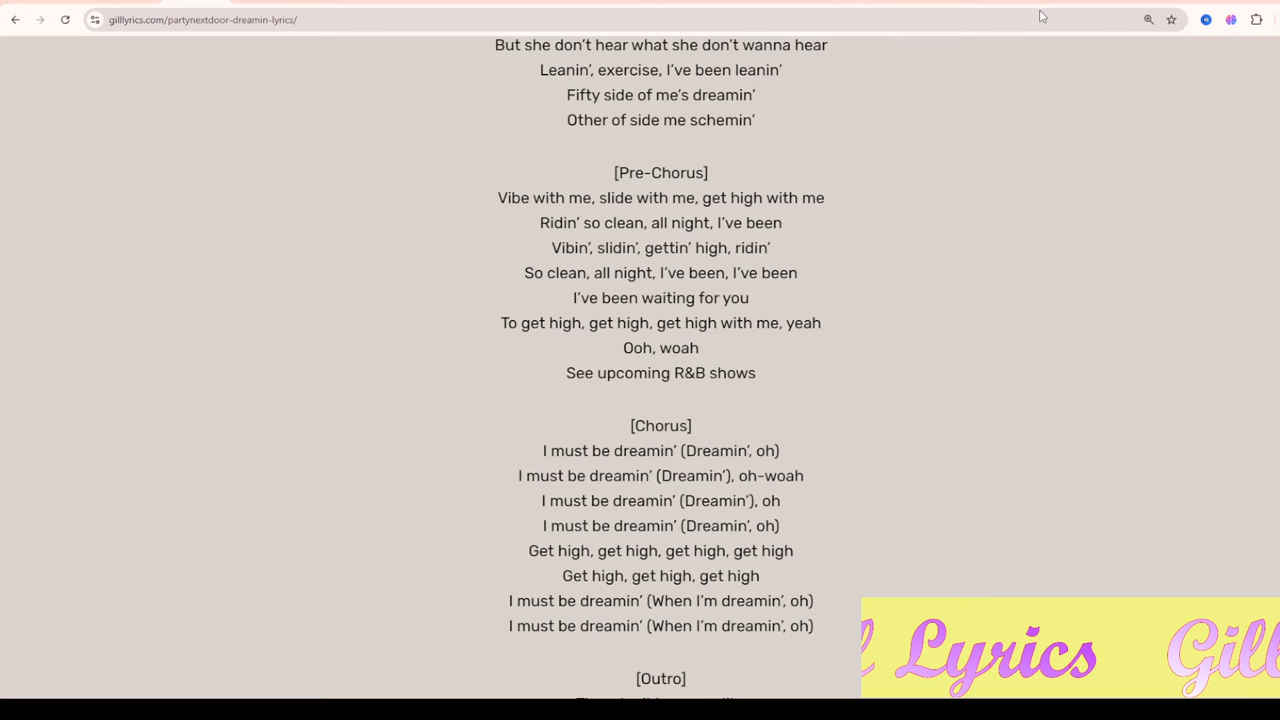 gilllyrics.com/partynextdoor-dreamin-lyrics/
But she don't hear what she don't wanna hear
Leanin', exercise, I've been leanin'
Fifty side of me's dreamin'
Other of side me schemin'
[Pre-Chorus]
Vibe with me, slide with me, get high with me
Ridin' so clean, all night, I've been
Vibin', slidin', gettin' high, ridin'
So clean, all night, I've been, I've been
I've been waiting for you
To get high, get high, get high with me, yeah
Ooh, woah
See upcoming R&B shows
[Chorus]
I must be dreamin' (Dreamin', oh)
I must be dreamin' (Dreamin'), oh-woah
I must be dreamin' (Dreamin'), oh
I must be dreamin' (Dreamin', oh)
Get high, get high, get high, get high
Get high, get high, get high
I must be dreamin' (When I'm dreamin', oh)
I must be dreamin' (When I'm dreamin', oh)
Lyrics
[Outro]